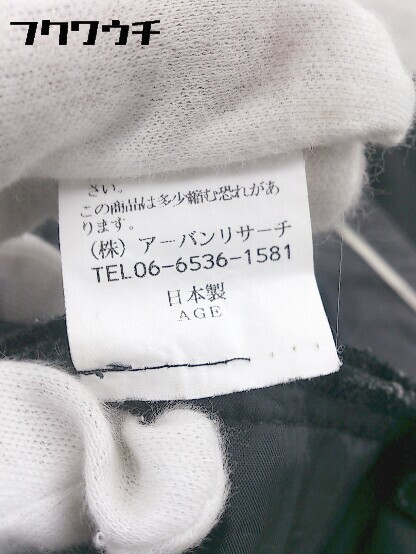 フクワウチ
さい。
この商品は多少縮む恐れがあ
ります。
(株) アーバンリサーチ
TEL06-6536-1581
日本製
AGE